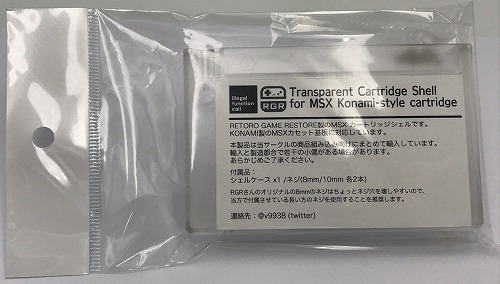 illegal
function
call
RGR
Transparent Cartridge Shell
for MSX Konami-style cartridge
RETORO GAME RESTORE製のMSX カートリッジシェルです。
KONAMI製のMSXカセット基板に対応しています。
本製品は当サークルの商品組み込み向けにまとめて輸入しています。
輸入と製造都合で若干の小傷がある場合があります。
あらかじめご了承ください。
付属品：
シェルケース x1 /ネジ(8mm/10mm 各2本)
RGRさんのオリジナルの8mmのネジはちょっとネジ穴を壊しやすいので、
当方で付属させている長い方のネジを使用することを推奨します。
連絡先：@v9938 (twitter)